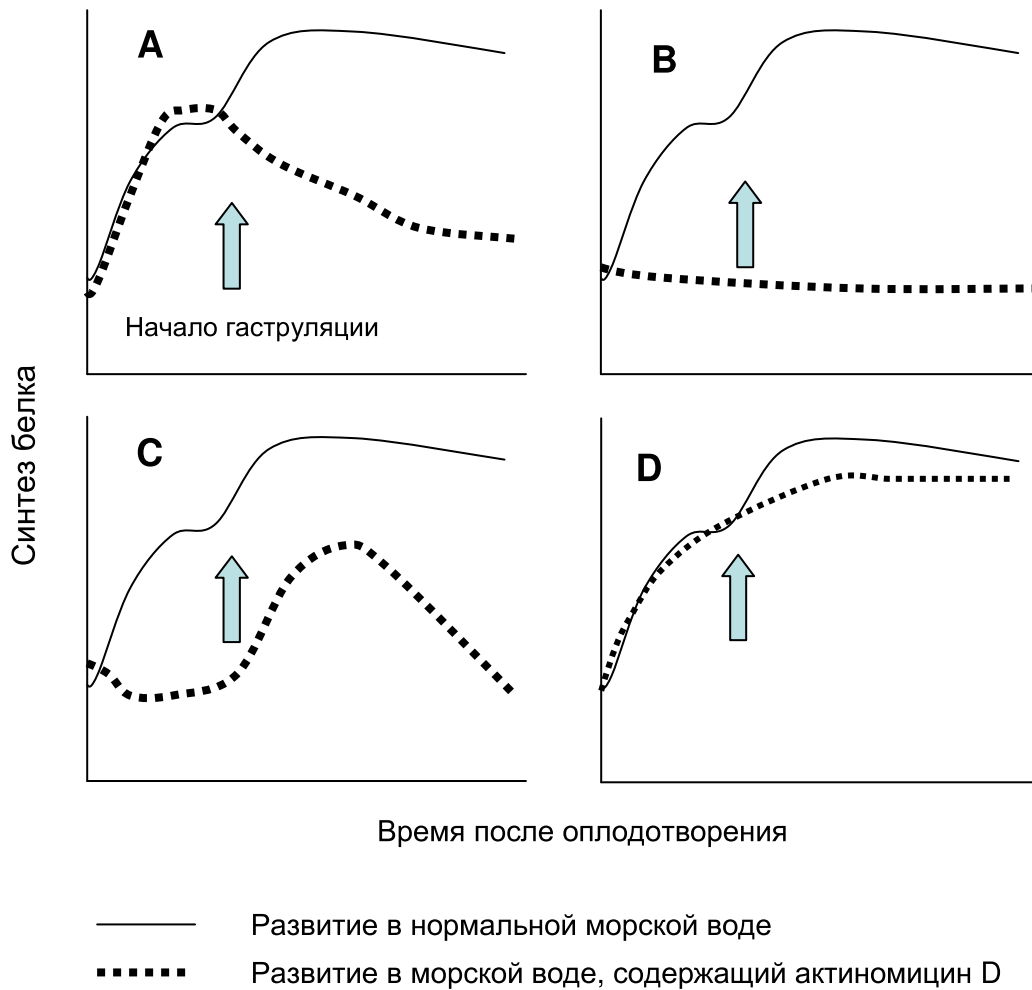 A
B
Начало гаструляции
C
D
Синтез белка
Время после оплодотворения
Развитие в нормальной морской воде
Развитие в морской воде, содержащий актиномицин D